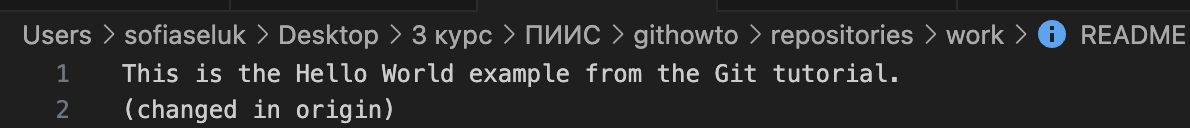 Users > sofiaseluk > Desktop > 3 курс > ПИИС > githowto > repositories > work > README
1 This is the Hello World example from the Git tutorial.
2 (changed in origin)